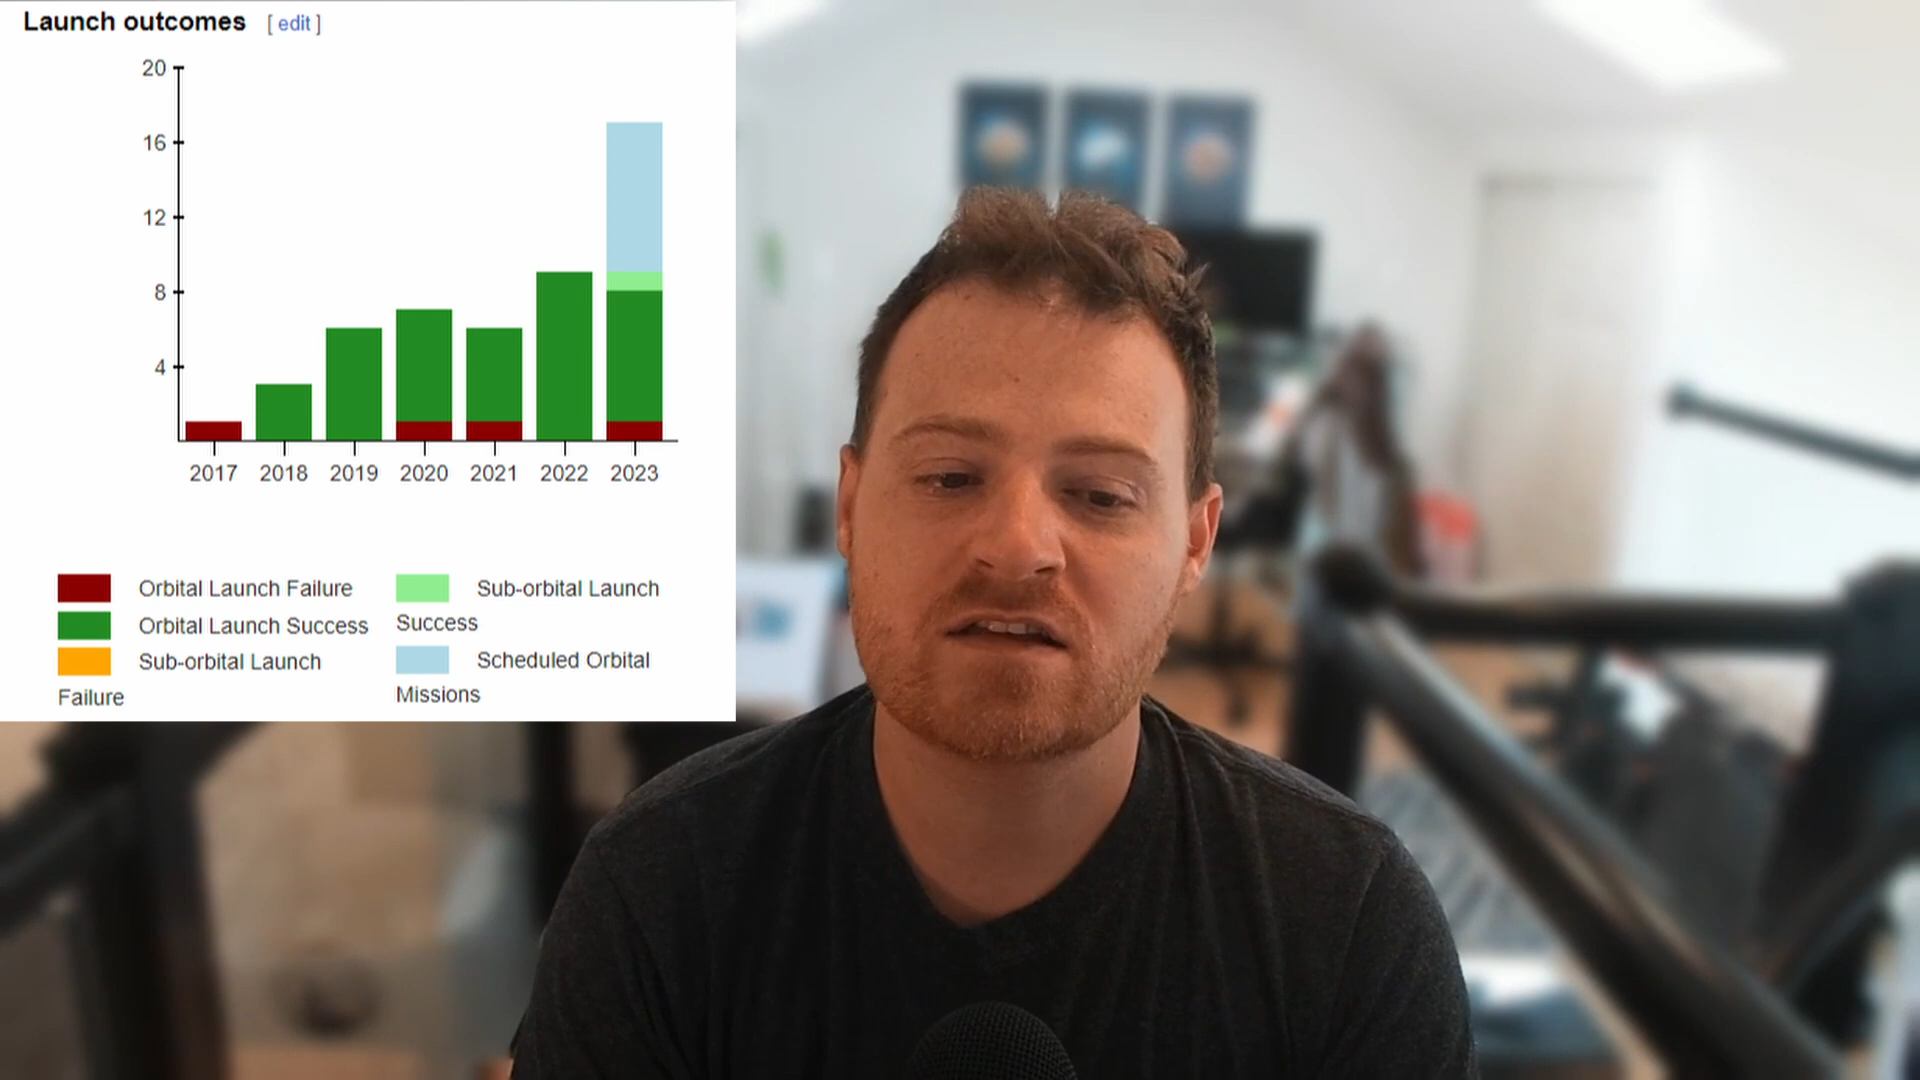 Launch outcomes [ edit ]
20
16
12
8
4
2017 2018 2019 2020 2021 2022 2023
Orbital Launch Failure
Orbital Launch Success
Sub-orbital Launch
Failure
Sub-orbital Launch
Success
Scheduled Orbital
Missions